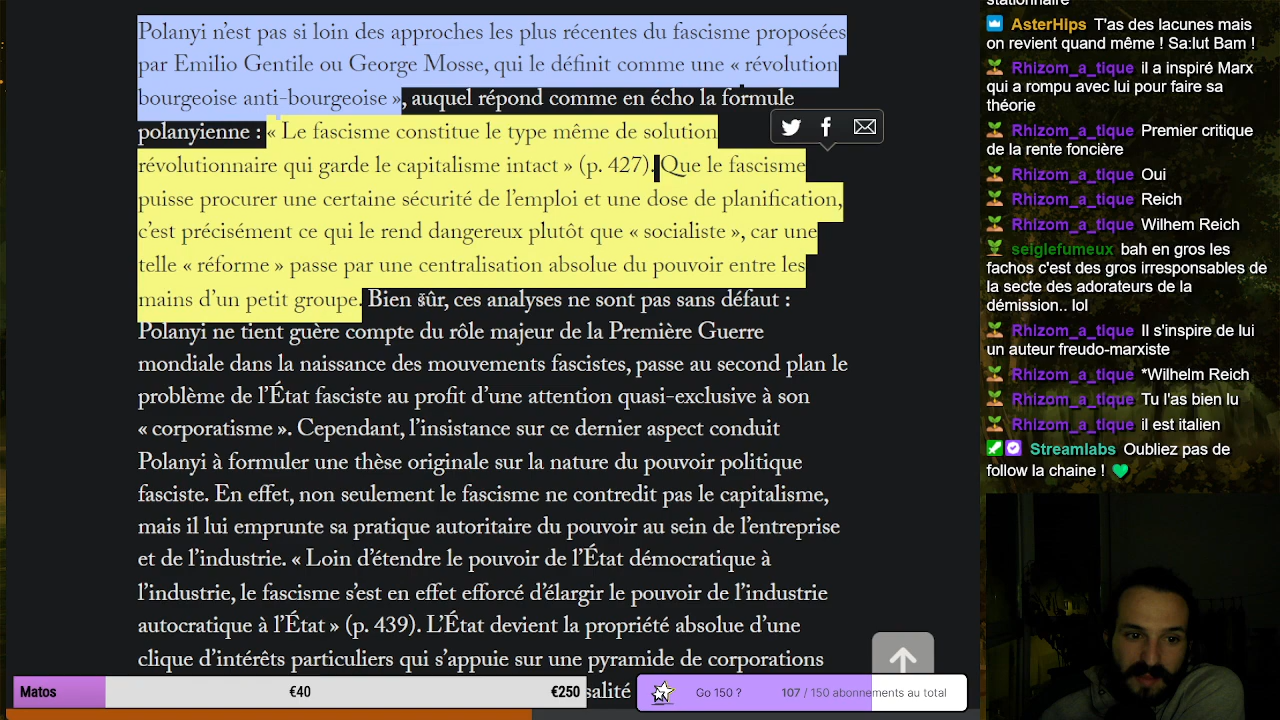 Polanyi n’est pas si loin des approches les plus récentes du fascisme proposées
par Emilio Gentile ou George Mosse, qui le définit comme une « révolution
bourgeoise anti-bourgeoise », auquel répond comme en écho la formule
polanyienne : « Le fascisme constitue le type même de solution
révolutionnaire qui garde le capitalisme intact » (p. 427). Que le fascisme
puisse procurer une certaine sécurité de l’emploi et une dose de planification,
c’est précisément ce qui le rend dangereux plutôt que « socialiste », car une
telle « réforme » passe par une centralisation absolue du pouvoir entre les
mains d’un petit groupe. Bien sûr, ces analyses ne sont pas sans défaut :
Polanyi ne tient guère compte du rôle majeur de la Première Guerre
mondiale dans la naissance des mouvements fascistes, passe au second plan le
problème de l’État fasciste au profit d’une attention quasi-exclusive à son
« corporatisme ». Cependant, l’insistance sur ce dernier aspect conduit
Polanyi à formuler une thèse originale sur la nature du pouvoir politique
fasciste. En effet, non seulement le fascisme ne contredit pas le capitalisme,
mais il lui emprunte sa pratique autoritaire du pouvoir au sein de l’entreprise
et de l’industrie. « Loin d’étendre le pouvoir de l’État démocratique à
l’industrie, le fascisme s’est en effet efforcé d’élargir le pouvoir de l’industrie
autocratique à l’État » (p. 439). L’État devient la propriété absolue d’une
clique d’intérêts particuliers qui s’appuie sur une pyramide de corporations
Matos €40 €250
Go 150 ? 107 / 150 abonnements au total
stationnaire
AsterHips T'as des lacunes mais
on revient quand même ! Sa:lut Bam !
Rhizom_a_tique il a inspiré Marx
qui a rompu avec lui pour faire sa
théorie
Rhizom_a_tique Premier critique
de la rente foncière
Rhizom_a_tique Oui
Rhizom_a_tique Reich
Rhizom_a_tique Wilhem Reich
seiglefumeux bah en gros les
fachos c'est des gros irresponsables de
la secte des adorateurs de la
démission.. lol
Rhizom_a_tique Il s'inspire de lui
un auteur freudo-marxiste
Rhizom_a_tique *Wilhelm Reich
Rhizom_a_tique Tu l'as bien lu
Rhizom_a_tique il est italien
Streamlabs Oubliez pas de
follow la chaine !